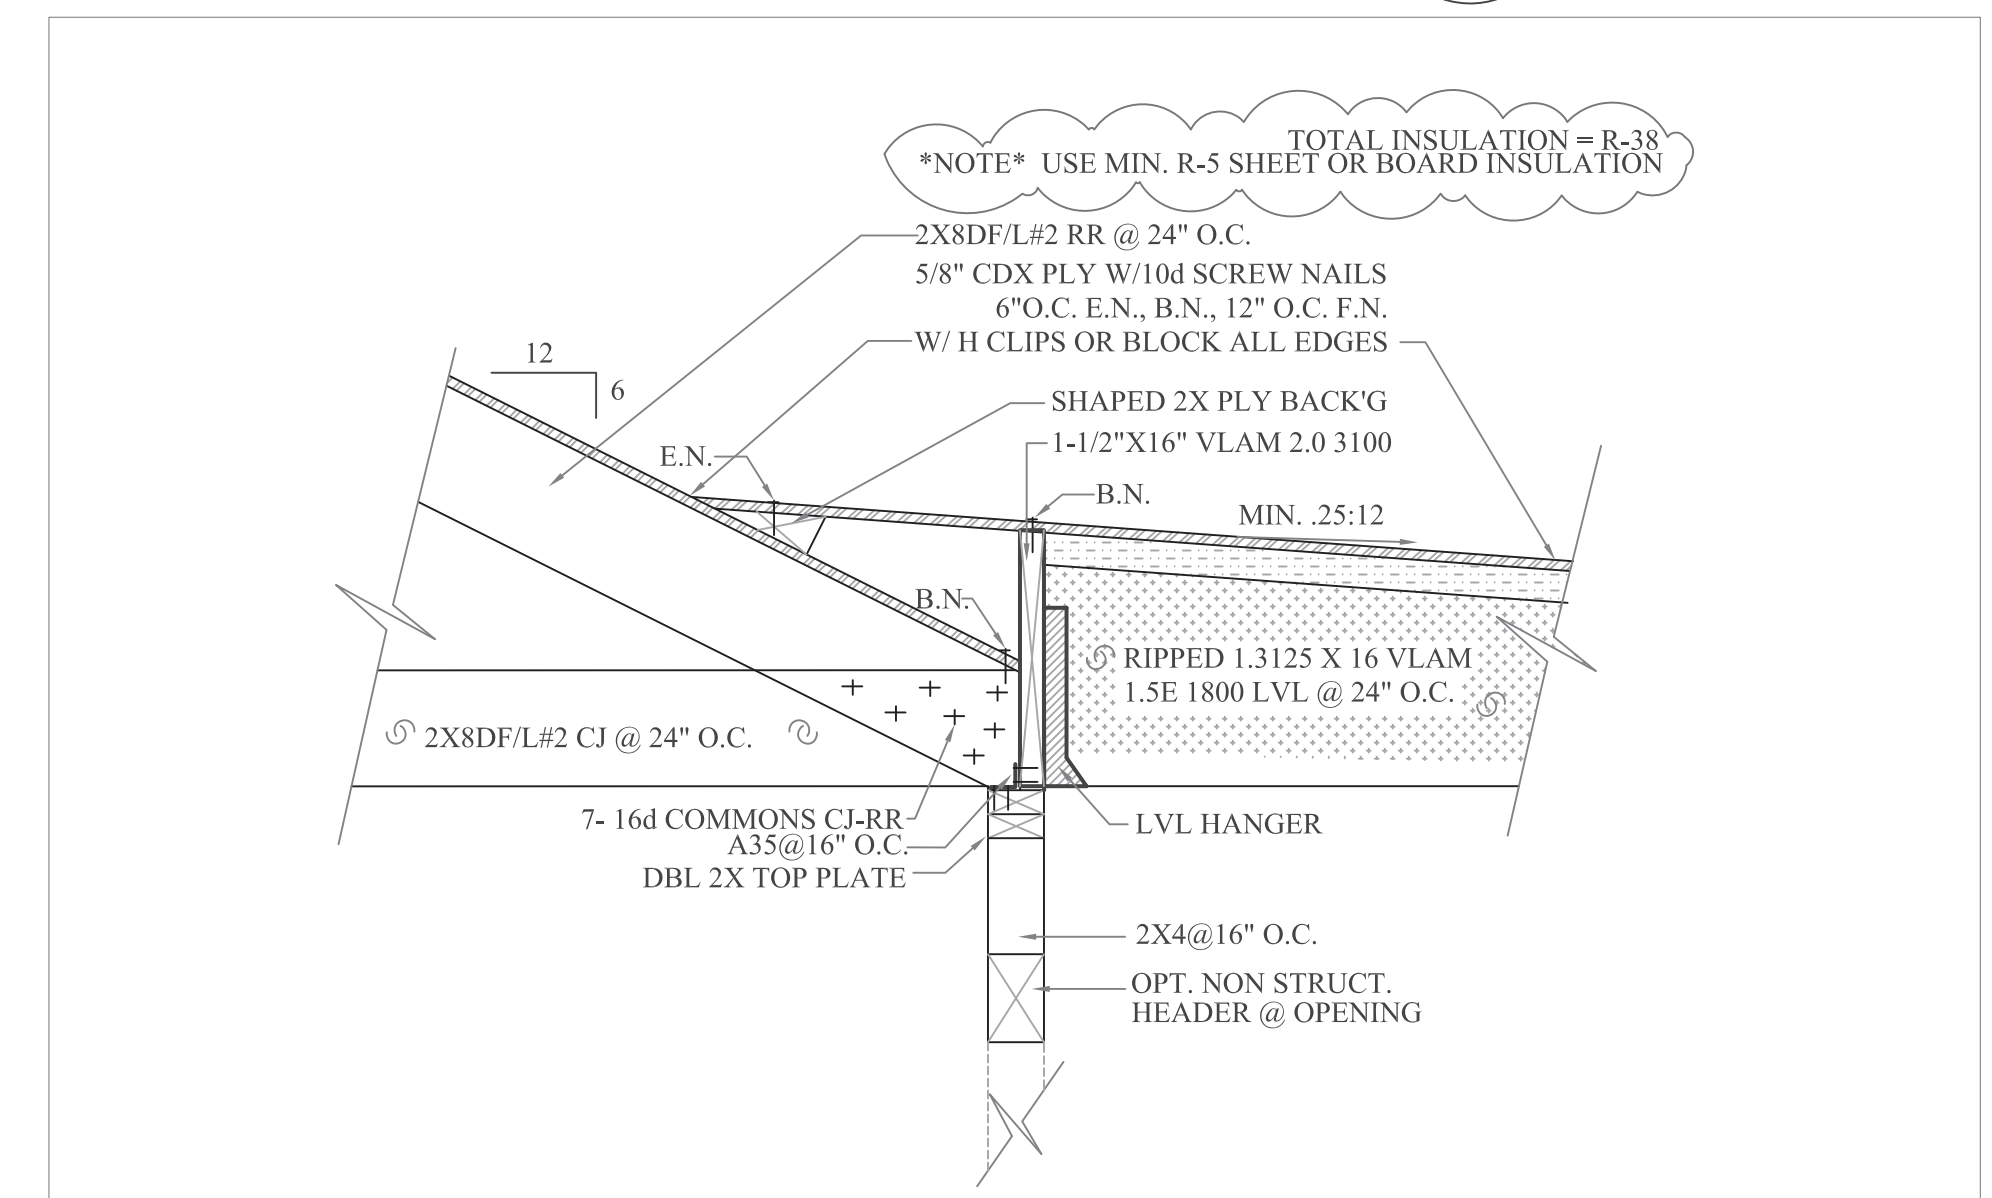 TOTAL INSULATION = R-38
*NOTE* USE MIN. R-5 SHEET OR BOARD INSULATION
2X8DF/L#2 RR @ 24" O.C.
5/8" CDX PLY W/10d SCREW NAILS
6"O.C. E.N., B.N., 12" O.C. F.N.
W/ H CLIPS OR BLOCK ALL EDGES
12
6
SHAPED 2X PLY BACK'G
1-1/2"X16" VLAM 2.0 3100
E.N.
B.N.
MIN. .25:12
B.N.
RIPPED 1.3125 X 16 VLAM
1.5E 1800 LVL @ 24" O.C.
2X8DF/L#2 CJ @ 24" O.C.
7- 16d COMMONS CJ-RR
A35@16" O.C.
DBL 2X TOP PLATE
LVL HANGER
2X4@16" O.C.
OPT. NON STRUCT.
HEADER @ OPENING